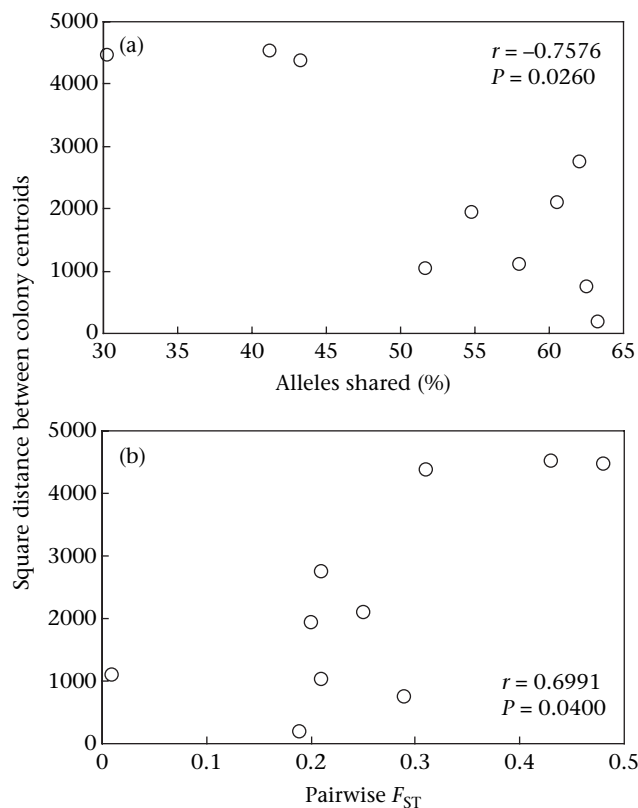 Square distance between colony centroids
5000
(a)
r = –0.7576
P = 0.0260
4000
3000
2000
1000
0
30
35
40
45
50
55
60
65
Alleles shared (%)
5000
(b)
4000
3000
2000
1000
r = 0.6991
P = 0.0400
0
0
0.1
0.2
0.3
0.4
0.5
Pairwise FST